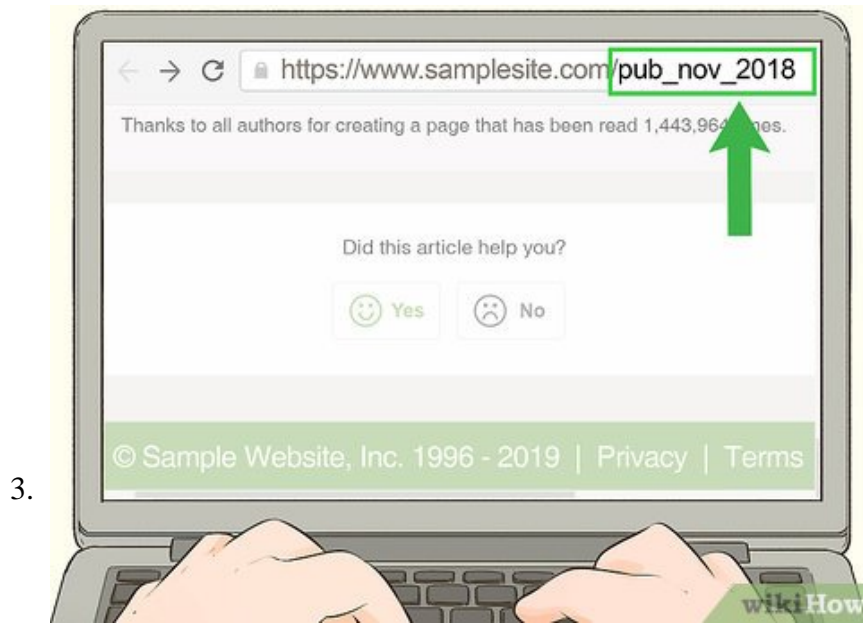 https://www.samplesite.com/pub_nov_2018
Thanks to all authors for creating a page that has been read 1,443,964
Did this article help you?
Yes No
© Sample Website, Inc. 1996 - 2019 | Privacy | Terms
3.
wikiHow